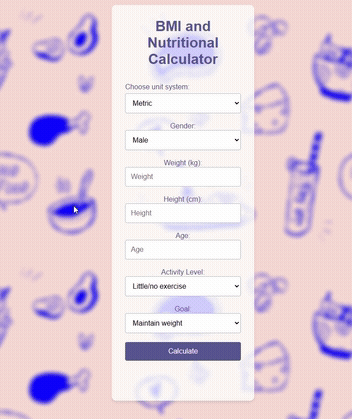 BMI and
Nutritional
Calculator
Choose unit system:
Metric
Gender:
Male
Weight (kg):
Weight
Height (cm):
Height
Age:
Age
Activity Level:
Little/no exercise
Goal:
Maintain weight
Calculate